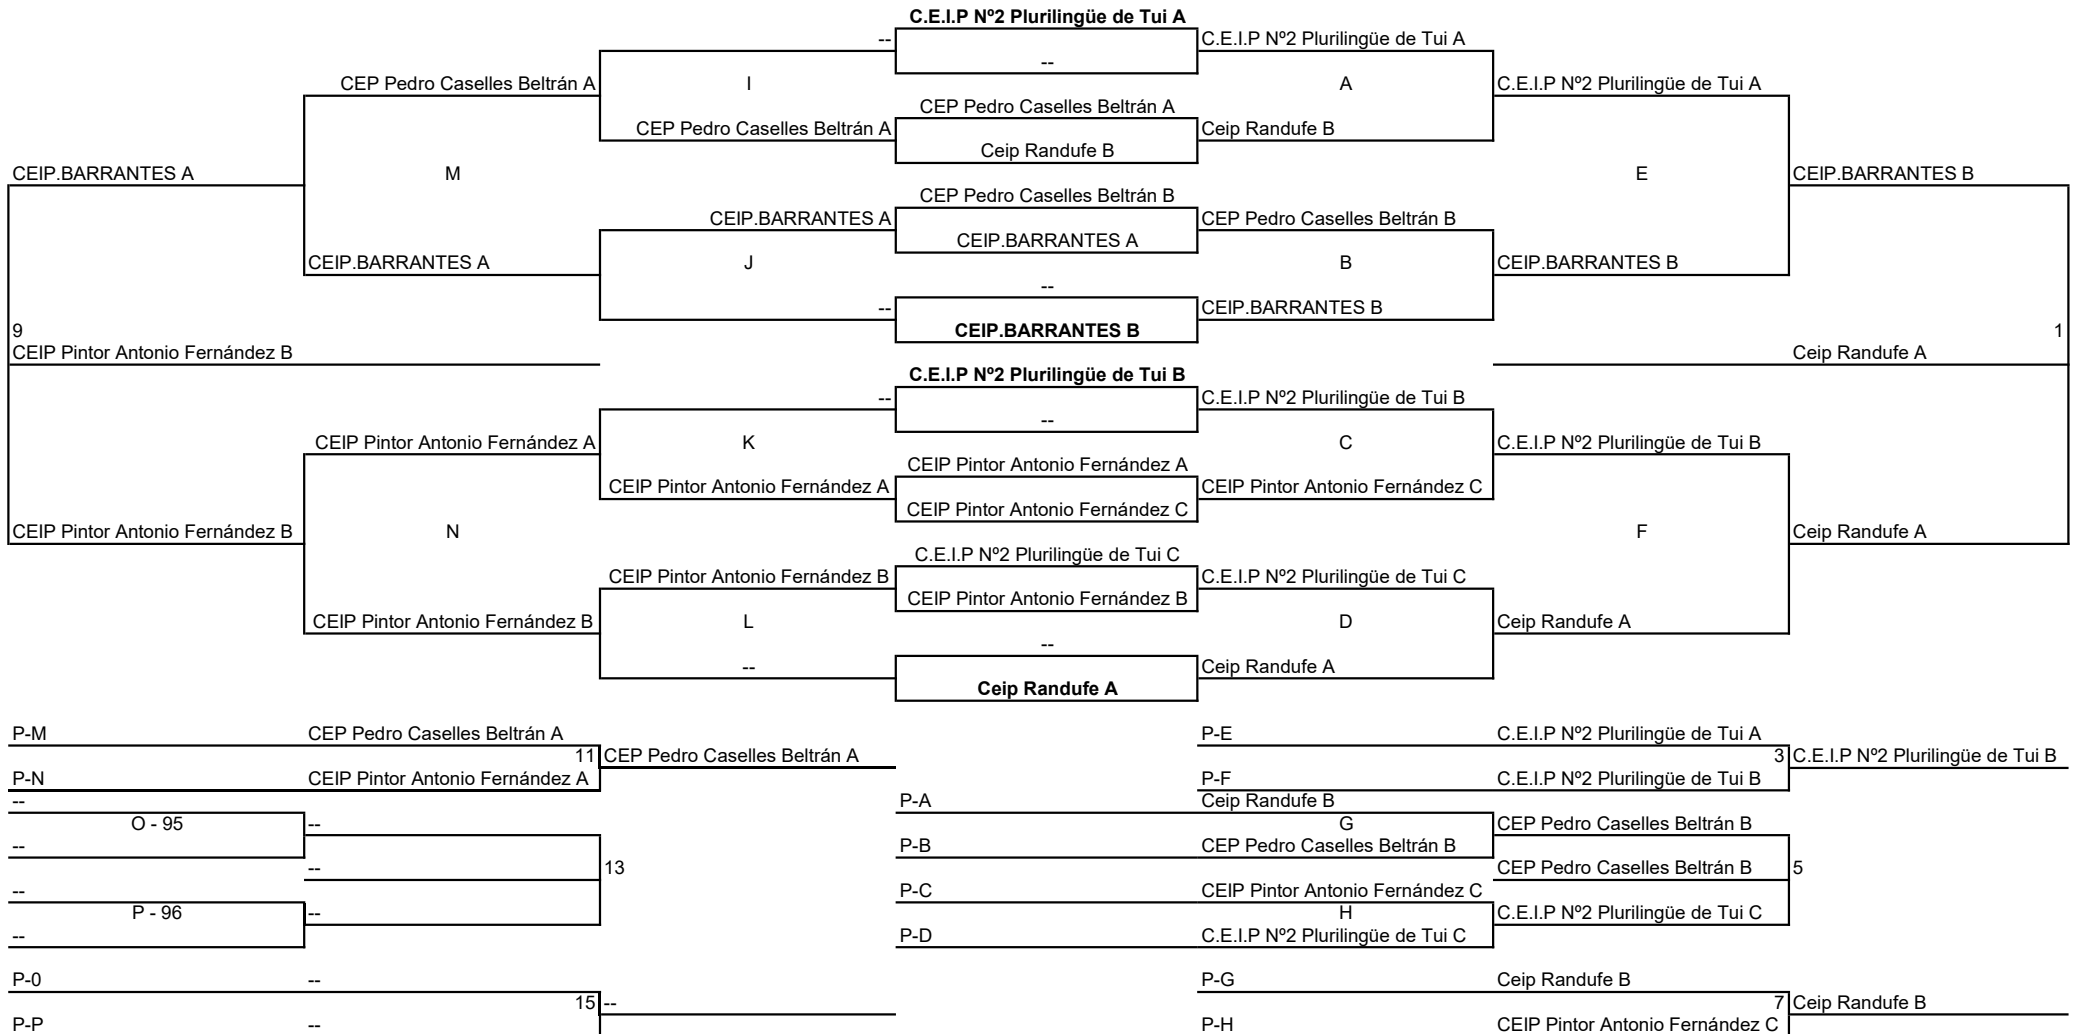 C.E.I.P Nº2 Plurilingüe de Tui A
-- C.E.I.P Nº2 Plurilingüe de Tui A
--
CEP Pedro Caselles Beltrán A I A C.E.I.P Nº2 Plurilingüe de Tui A
CEP Pedro Caselles Beltrán A
CEP Pedro Caselles Beltrán A Ceip Randufe B
Ceip Randufe B
CEIP.BARRANTES A M E CEIP.BARRANTES B
CEP Pedro Caselles Beltrán B
CEIP.BARRANTES A CEP Pedro Caselles Beltrán B
CEIP.BARRANTES A
CEIP.BARRANTES A J B CEIP.BARRANTES B
--
-- CEIP.BARRANTES B
9 CEIP.BARRANTES B 1
CEIP Pintor Antonio Fernández B Ceip Randufe A
C.E.I.P Nº2 Plurilingüe de Tui B
-- C.E.I.P Nº2 Plurilingüe de Tui B
--
CEIP Pintor Antonio Fernández A K C C.E.I.P Nº2 Plurilingüe de Tui B
CEIP Pintor Antonio Fernández A
CEIP Pintor Antonio Fernández A CEIP Pintor Antonio Fernández C
CEIP Pintor Antonio Fernández C
CEIP Pintor Antonio Fernández B N F Ceip Randufe A
C.E.I.P Nº2 Plurilingüe de Tui C
CEIP Pintor Antonio Fernández B C.E.I.P Nº2 Plurilingüe de Tui C
CEIP Pintor Antonio Fernández B
CEIP Pintor Antonio Fernández B L D Ceip Randufe A
--
-- Ceip Randufe A
Ceip Randufe A
P-M CEP Pedro Caselles Beltrán A P-E C.E.I.P Nº2 Plurilingüe de Tui A
11 CEP Pedro Caselles Beltrán A 3 C.E.I.P Nº2 Plurilingüe de Tui B
P-N CEIP Pintor Antonio Fernández A P-F C.E.I.P Nº2 Plurilingüe de Tui B
-- P-A Ceip Randufe B
O - 95 -- G CEP Pedro Caselles Beltrán B
-- P-B CEP Pedro Caselles Beltrán B
-- 13 CEP Pedro Caselles Beltrán B 5
-- P-C CEIP Pintor Antonio Fernández C
P - 96 -- H C.E.I.P Nº2 Plurilingüe de Tui C
-- P-D C.E.I.P Nº2 Plurilingüe de Tui C
P-0 -- P-G Ceip Randufe B
15 -- 7 Ceip Randufe B
P-P -- P-H CEIP Pintor Antonio Fernández C